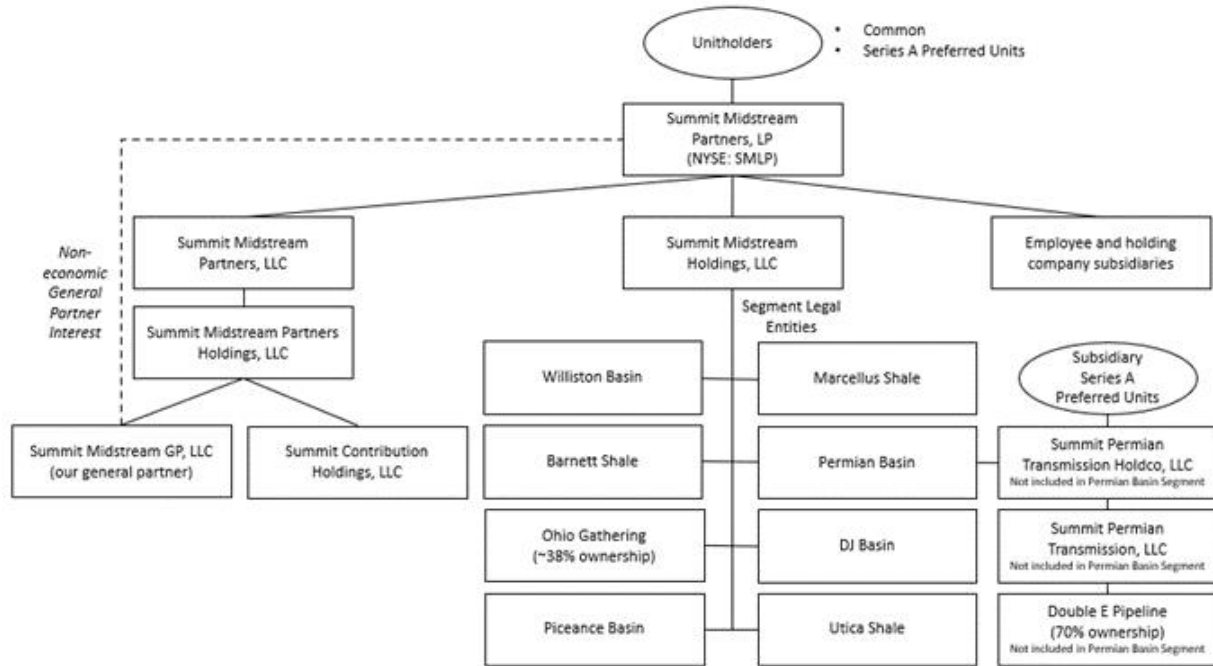 Unitholders
• Common
• Series A Preferred Units
Summit Midstream
Partners, LP
(NYSE: SMLP)
Non-
economic
General
Partner
Interest
Summit Midstream
Partners, LLC
Summit Midstream
Holdings, LLC
Employee and holding
company subsidiaries
Summit Midstream Partners
Holdings, LLC
Segment Legal
Entities
Summit Midstream GP, LLC
(our general partner)
Summit Contribution
Holdings, LLC
Williston Basin
Marcellus Shale
Subsidiary
Series A
Preferred Units
Barnett Shale
Permian Basin
Summit Permian
Transmission Holdco, LLC
Not included in Permian Basin Segment
Ohio Gathering
(~38% ownership)
DJ Basin
Summit Permian
Transmission, LLC
Not included in Permian Basin Segment
Piceance Basin
Utica Shale
Double E Pipeline
(70% ownership)
Not included in Permian Basin Segment